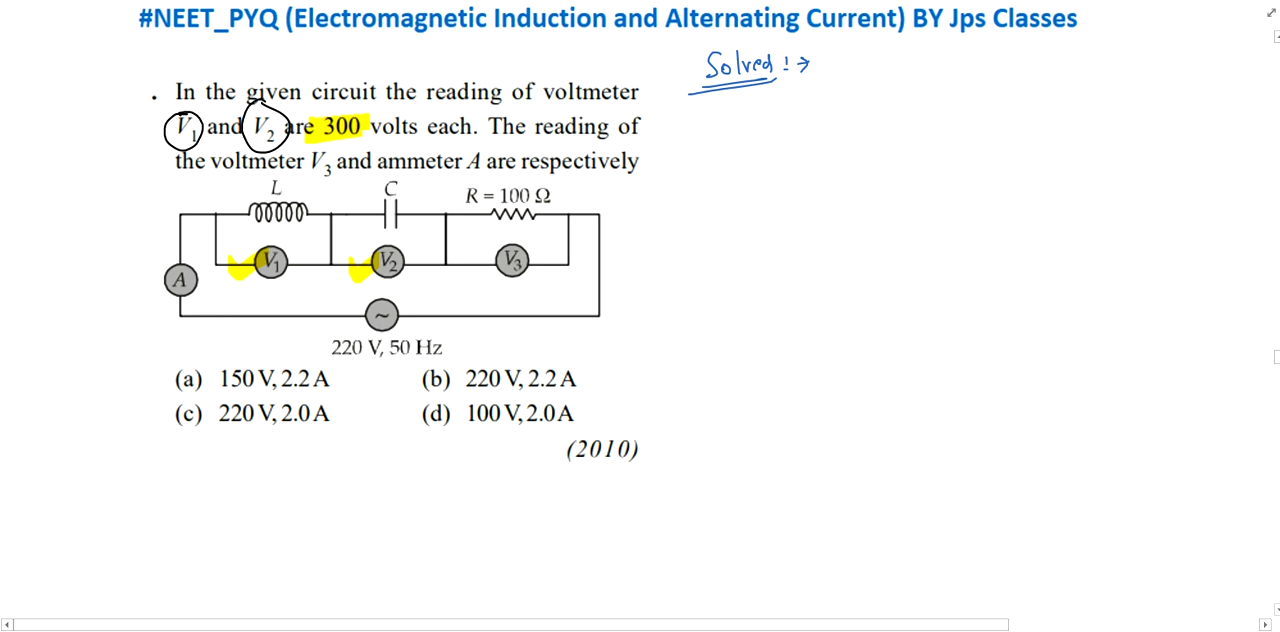 #NEET_PYQ (Electromagnetic Induction and Alternating Current) BY Jps Classes
Solved !→
. In the given circuit the reading of voltmeter
V₁ and V₂ are 300 volts each. The reading of
the voltmeter V₃ and ammeter A are respectively
L C R = 100 Ω
V₁ V₂ V₃
A
~
220 V, 50 Hz
(a) 150 V, 2.2 A (b) 220 V, 2.2 A
(c) 220 V, 2.0 A (d) 100 V, 2.0 A
(2010)